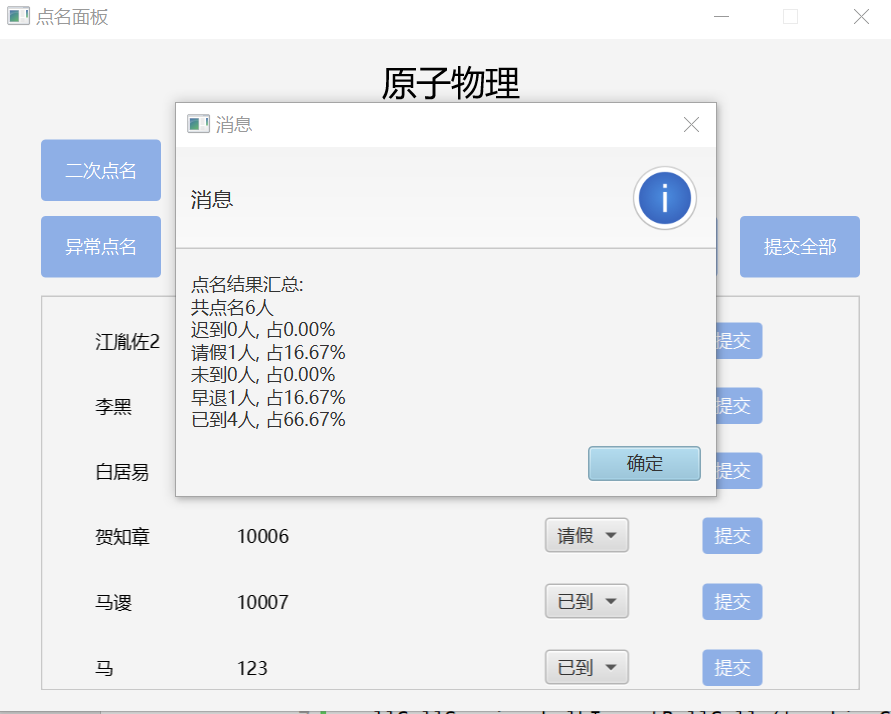 点名面板
原子物理
消息
二次点名
消息
异常点名
提交全部
点名结果汇总:
共点名6人
迟到0人, 占0.00%
请假1人, 占16.67%
未到0人, 占0.00%
早退1人, 占16.67%
已到4人, 占66.67%
确定
江胤佐2 提交
李黑 提交
白居易 提交
贺知章 10006 请假 提交
马谡 10007 已到 提交
马 123 已到 提交